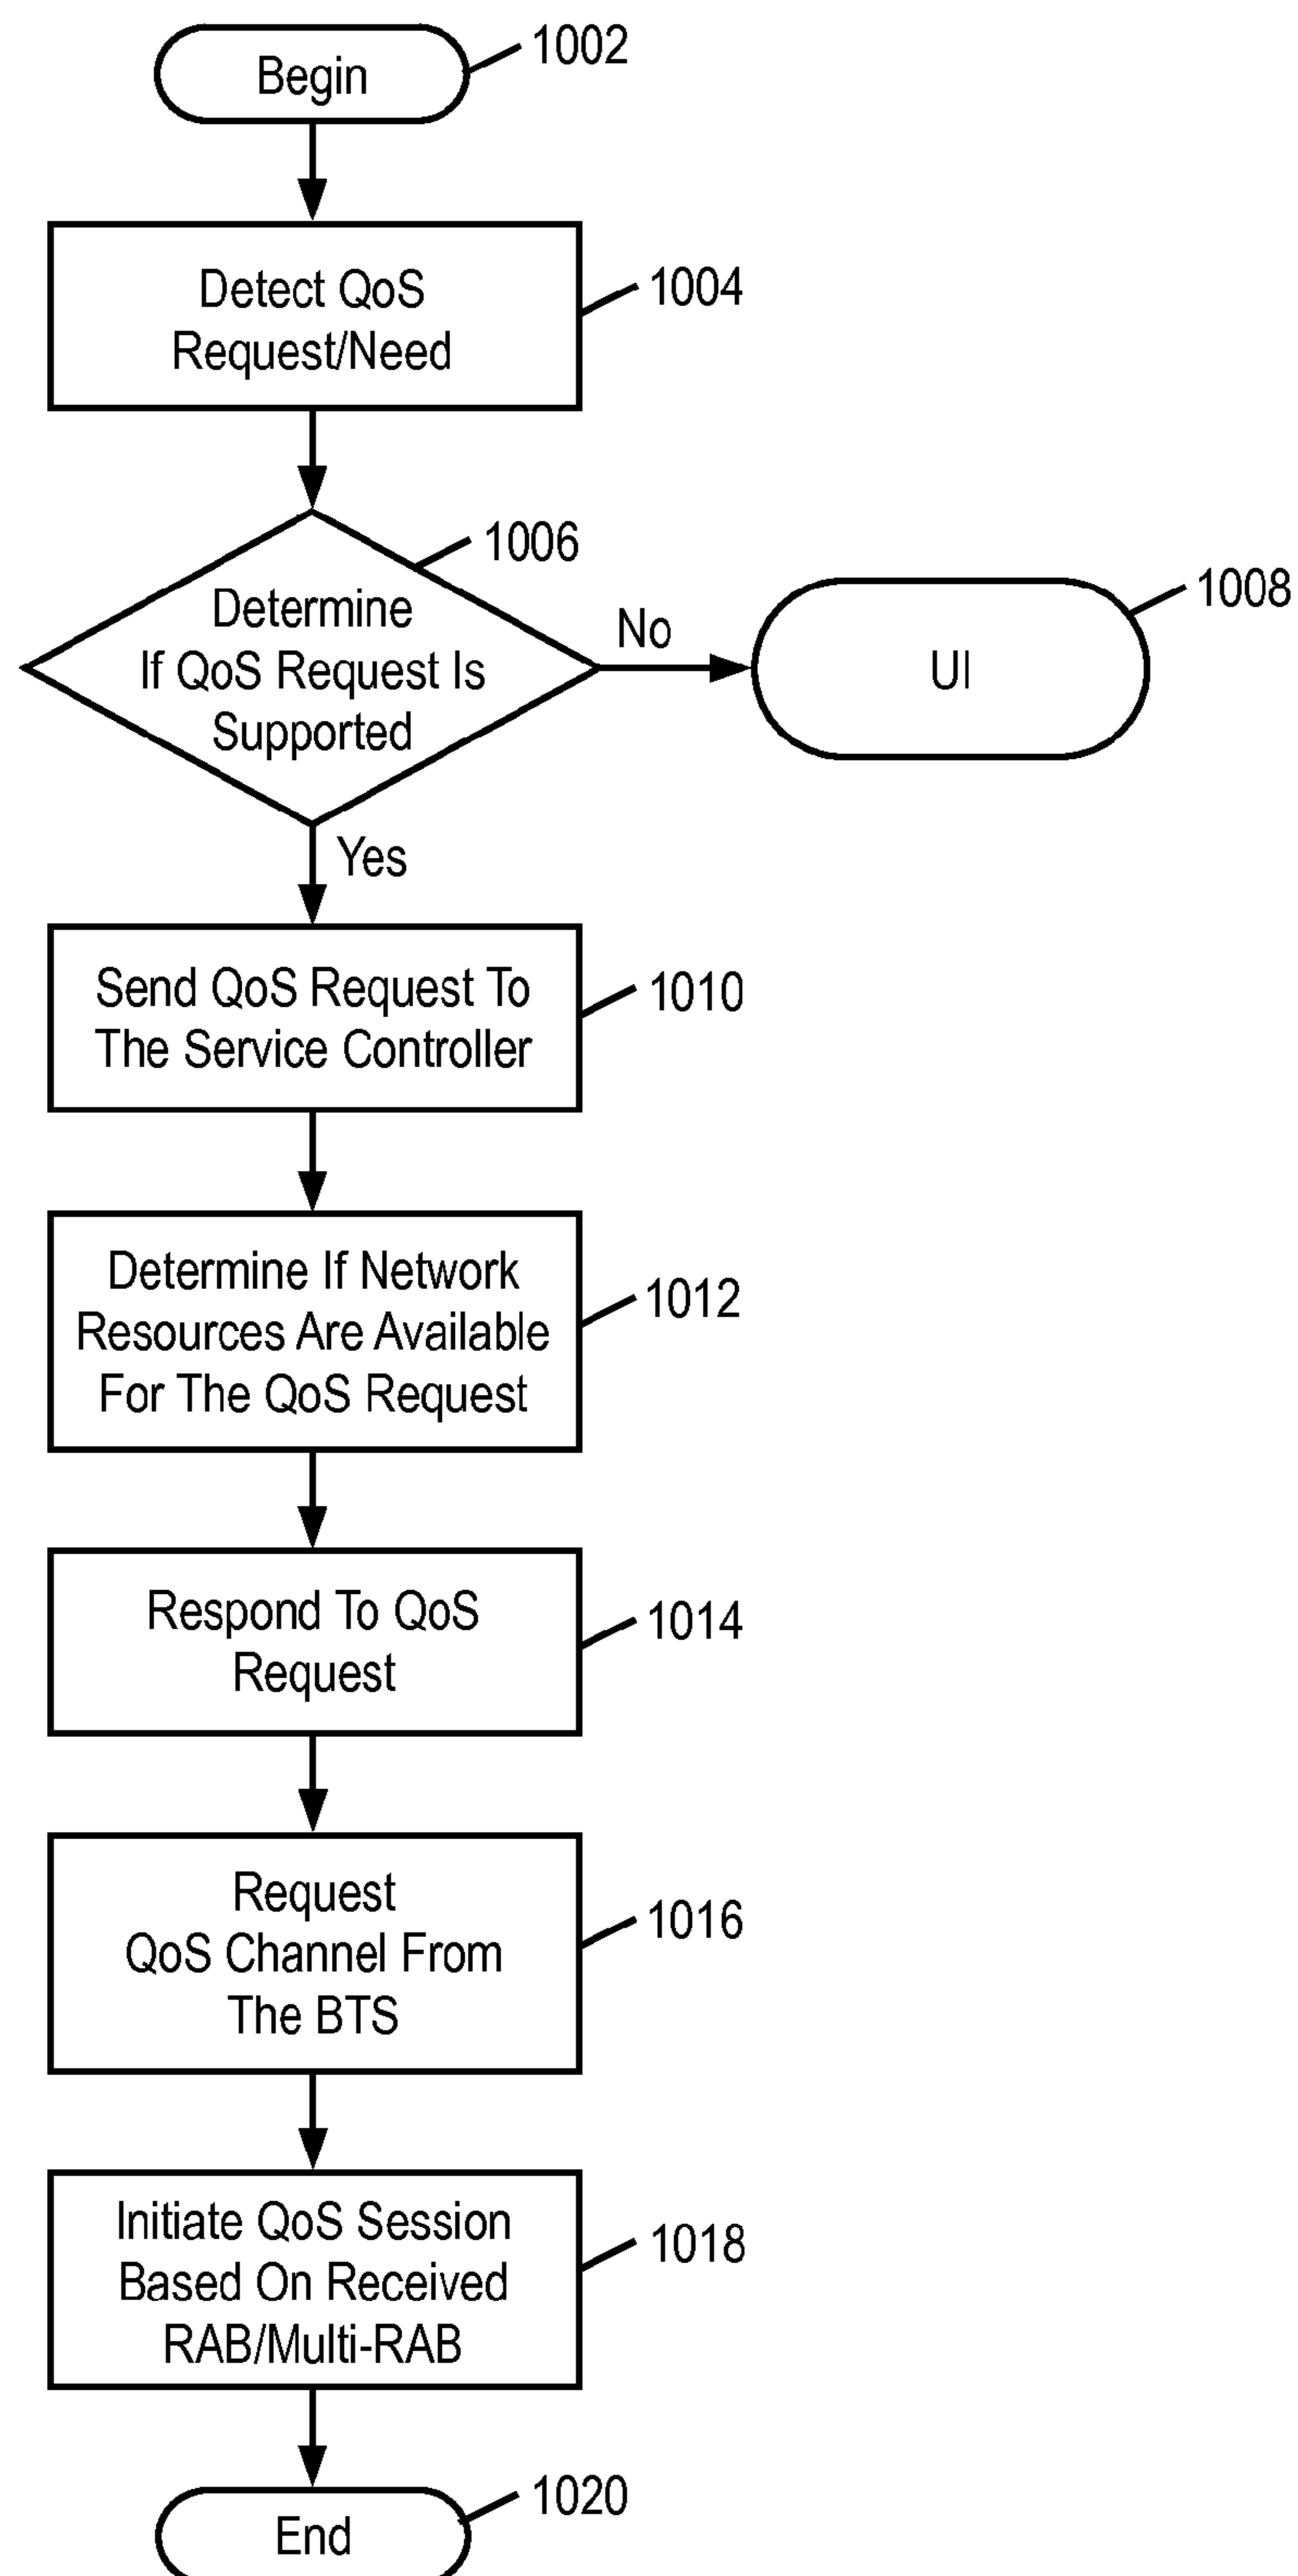 Begin
1002
Detect QoS
Request/Need
1004
1006
Determine
If QoS Request Is
Supported
No
1008
UI
Yes
Send QoS Request To
The Service Controller
1010
Determine If Network
Resources Are Available
For The QoS Request
1012
Respond To QoS
Request
1014
Request
QoS Channel From
The BTS
1016
Initiate QoS Session
Based On Received
RAB/Multi-RAB
1018
End
1020